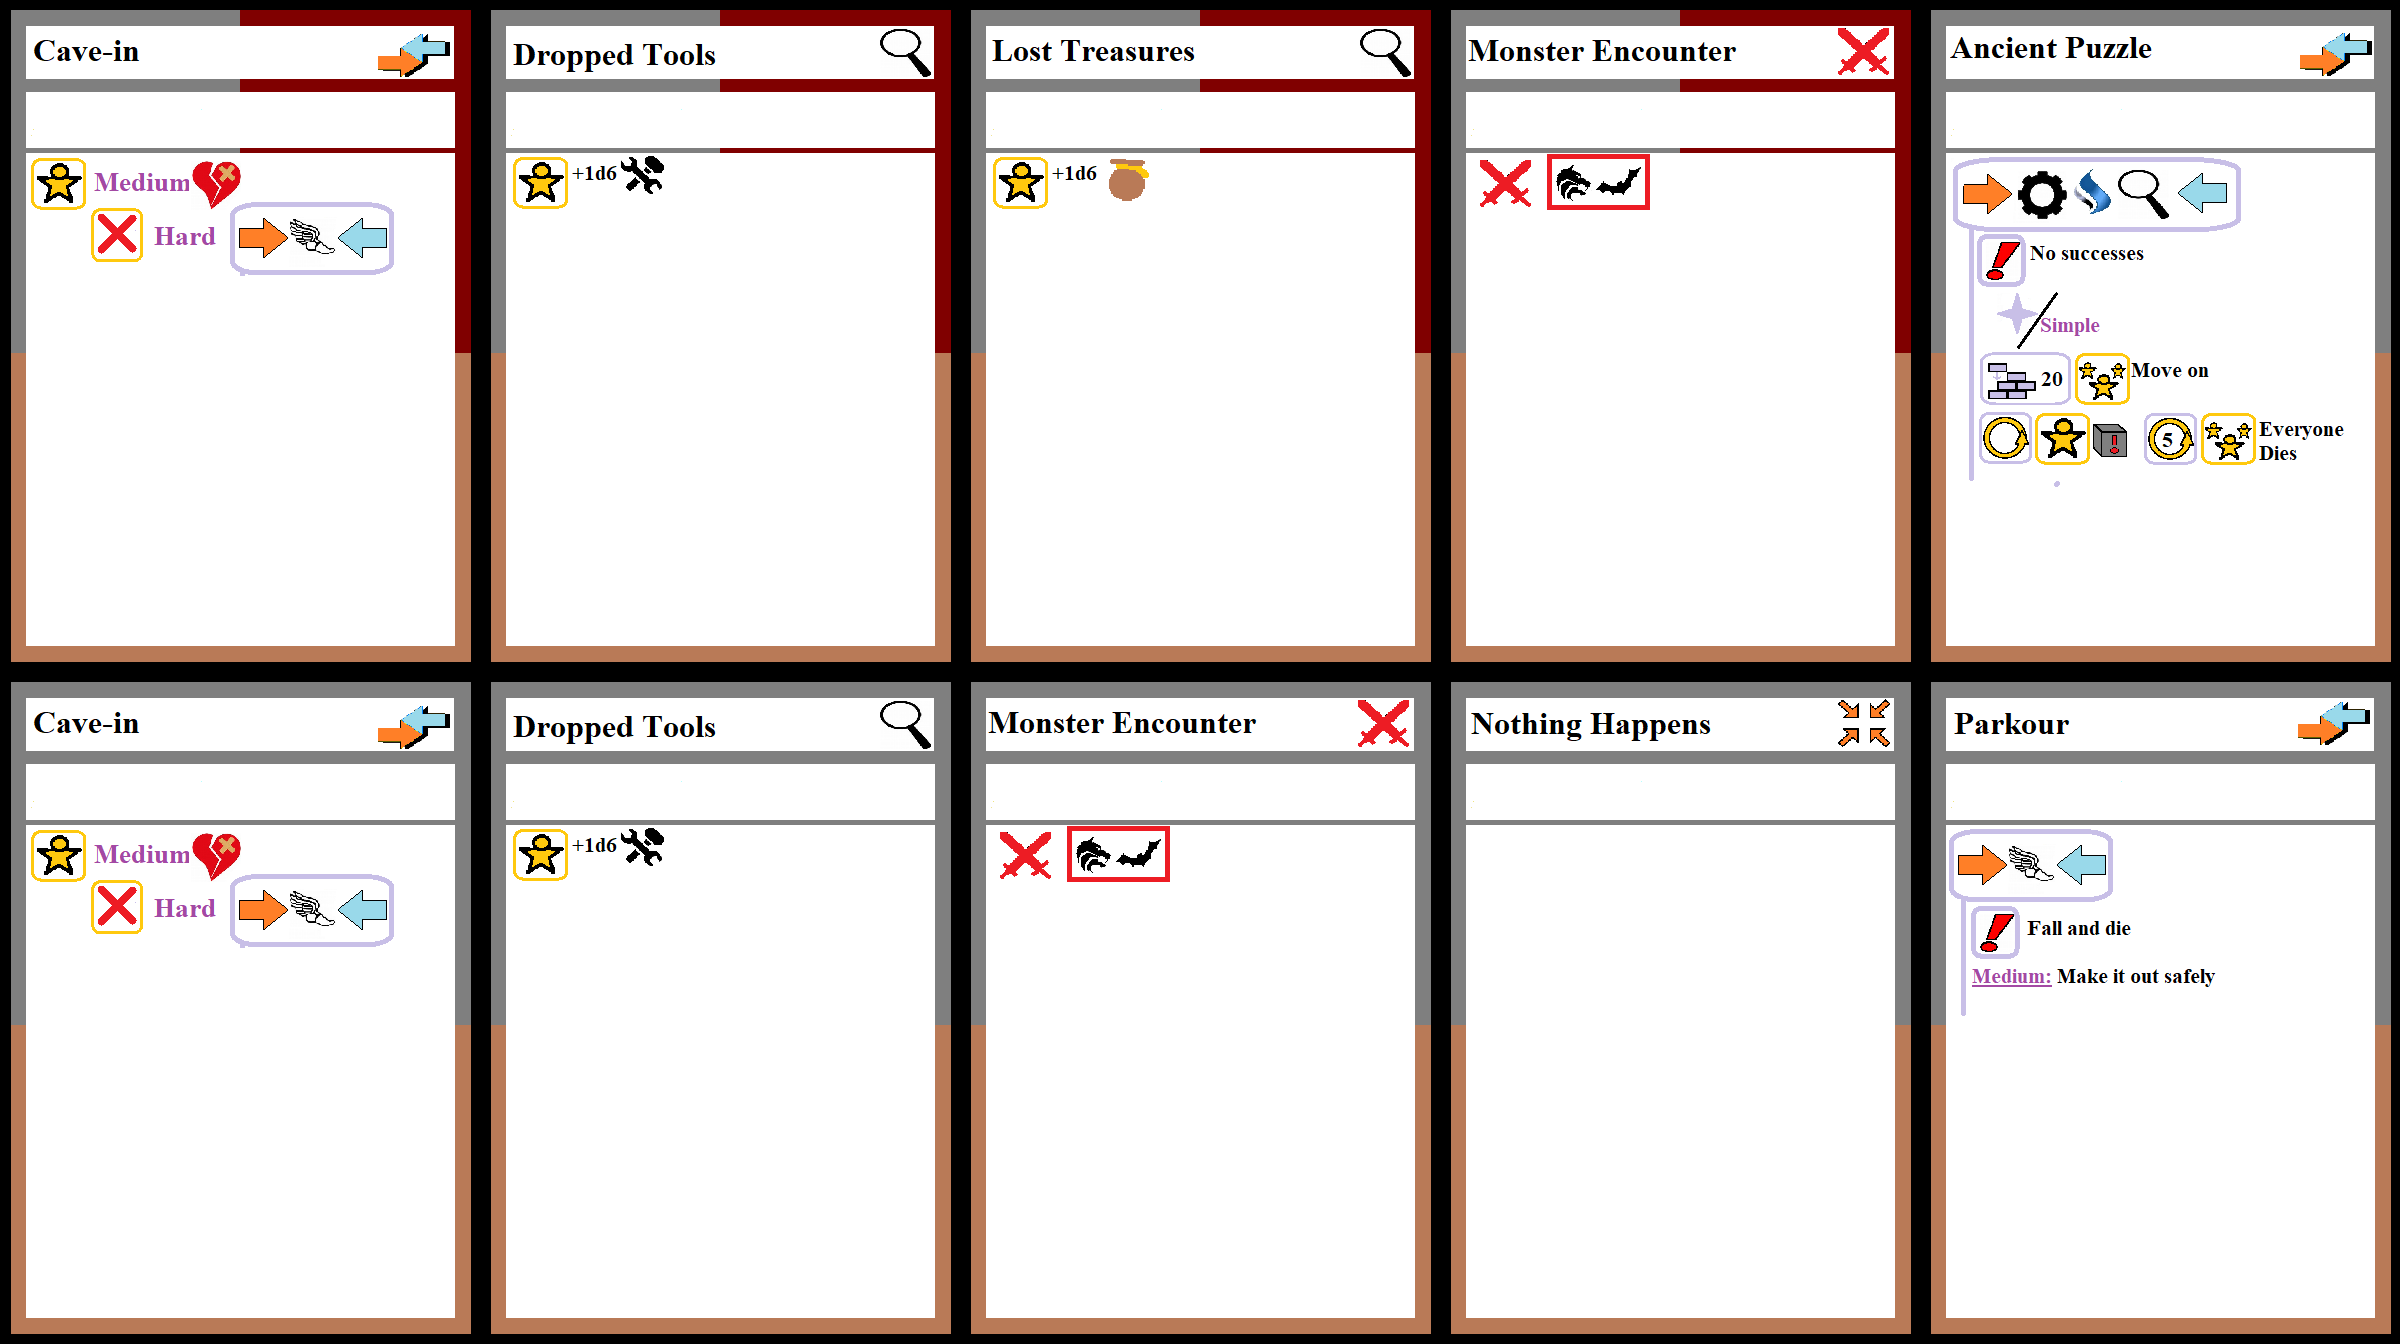 Cave-in
Medium
Hard
Dropped Tools
+1d6
Lost Treasures
+1d6
Monster Encounter
Ancient Puzzle
No successes
Simple
20 Move on
5 Everyone
Dies
Cave-in
Medium
Hard
Dropped Tools
+1d6
Monster Encounter
Nothing Happens
Parkour
Fall and die
Medium: Make it out safely